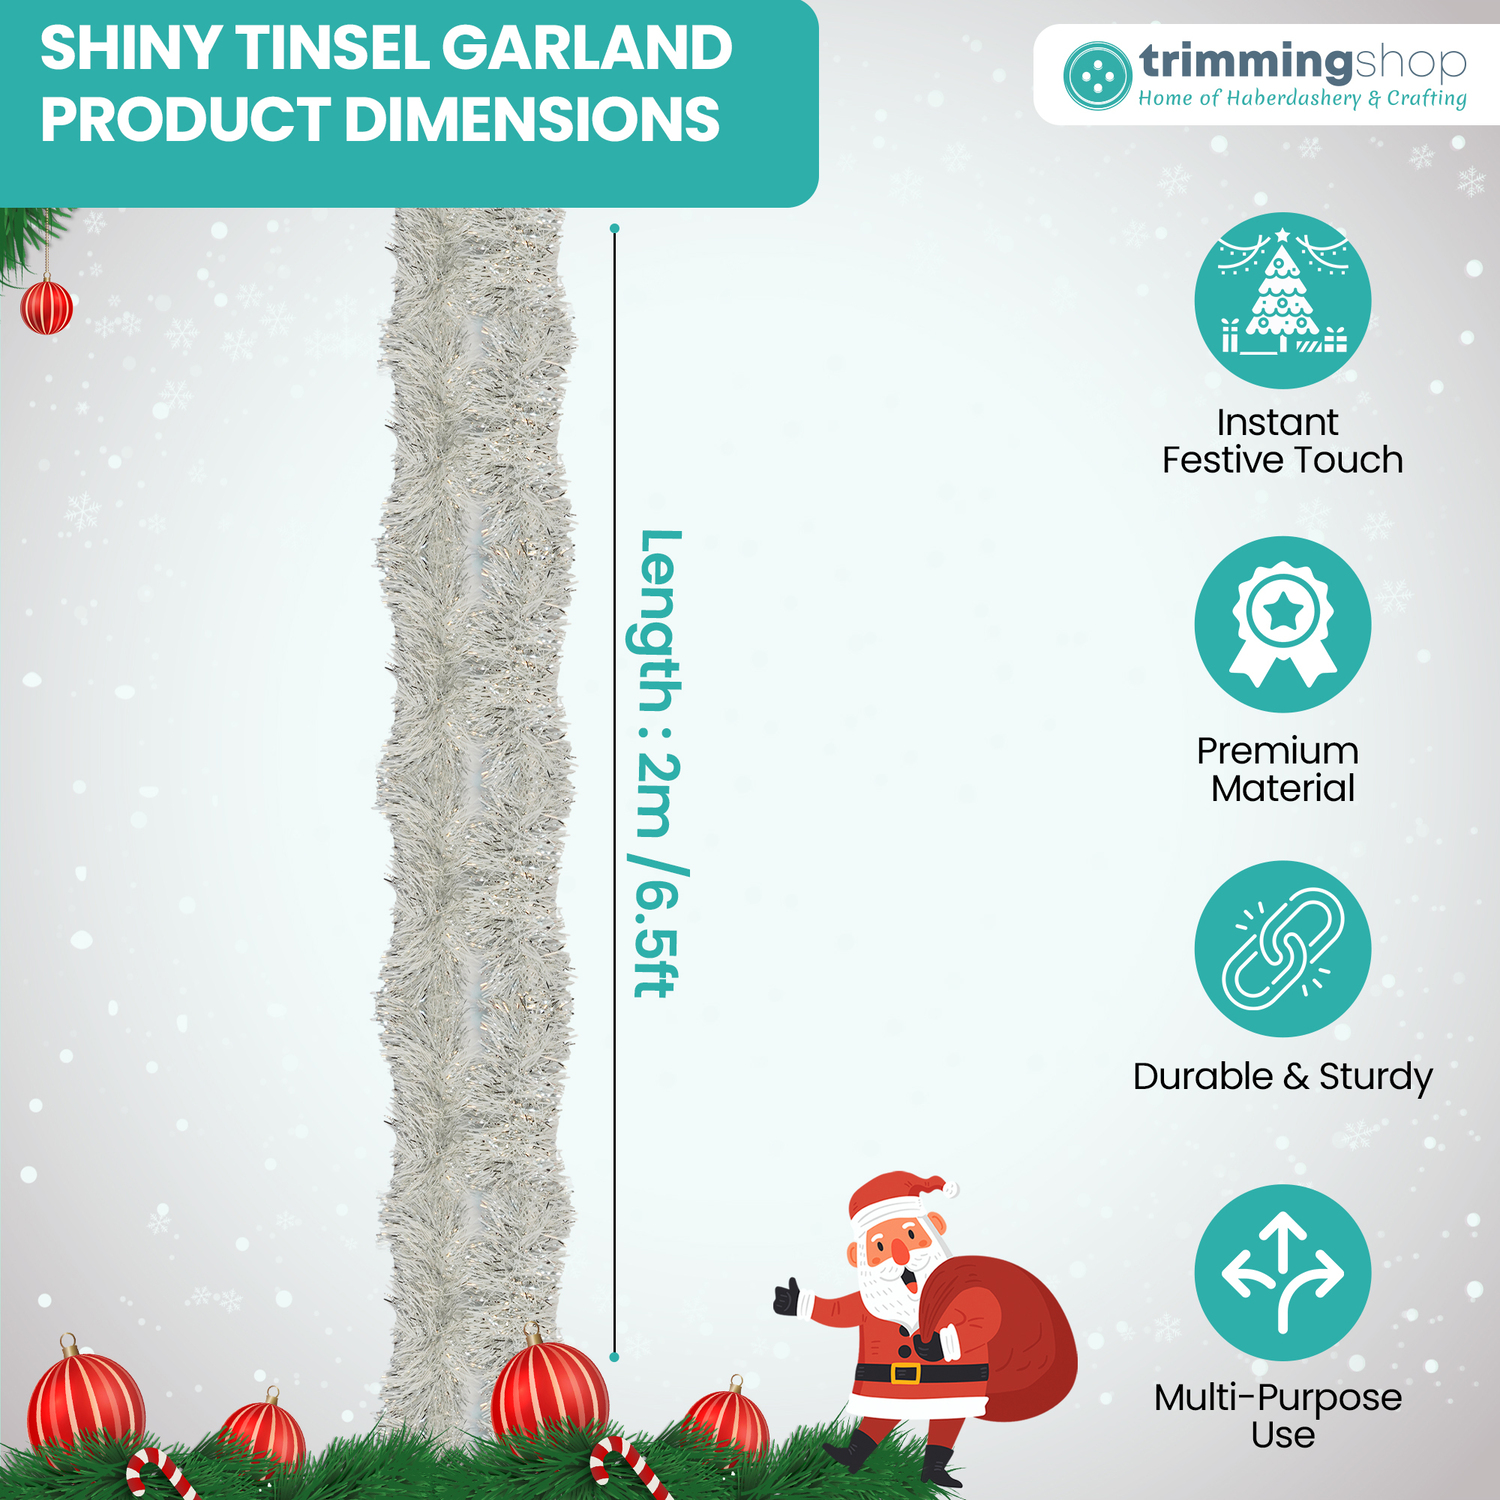 SHINY TINSEL GARLAND
PRODUCT DIMENSIONS
trimmingshop
Home of Haberdashery & Crafting
Length : 2m /6.5ft
Instant
Festive Touch
Premium
Material
Durable & Sturdy
Multi-Purpose
Use